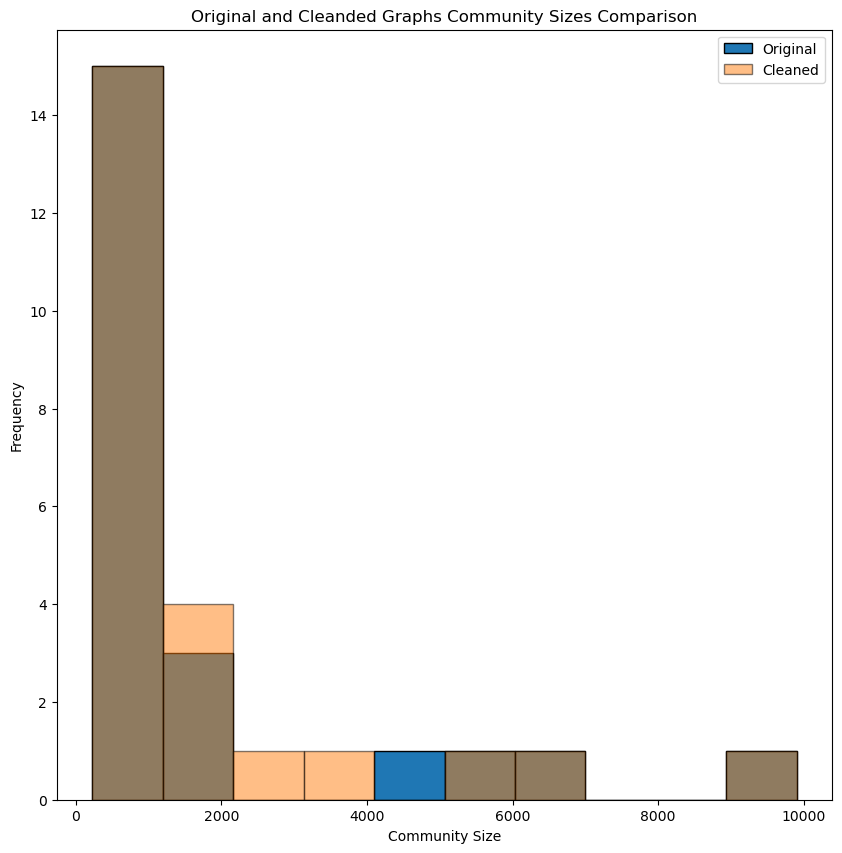 Original and Cleanded Graphs Community Sizes Comparison
Original
Cleaned
14
12
10
8
6
4
2
0
Frequency
0 2000 4000 6000 8000 10000
Community Size